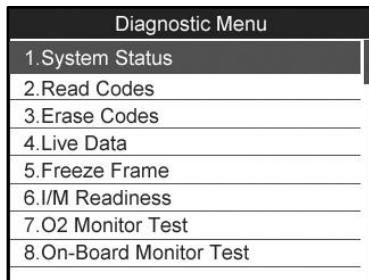 Diagnostic Menu
1.System Status
2.Read Codes
3.Erase Codes
4.Live Data
5.Freeze Frame
6.I/M Readiness
7.O2 Monitor Test
8.On-Board Monitor Test